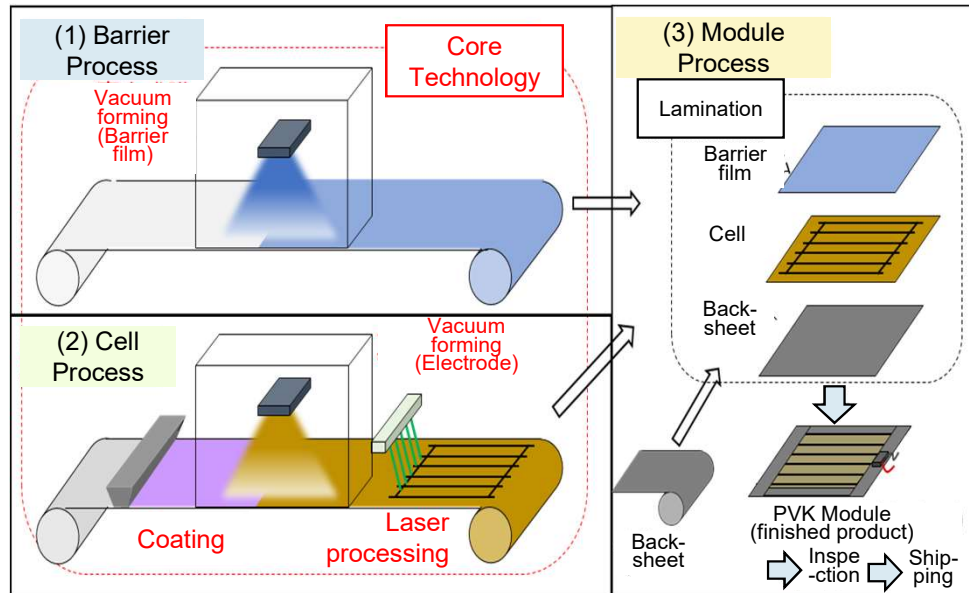 (1) Barrier
Process
Core
Technology
Vacuum
forming
(Barrier
film)
(2) Cell
Process
Vacuum
forming
(Electrode)
Coating
Laser
processing
(3) Module
Process
Lamination
Barrier
film
Cell
Back-
sheet
Back-
sheet
PVK Module
(finished product)
Inspe
-ction
Ship-
ping